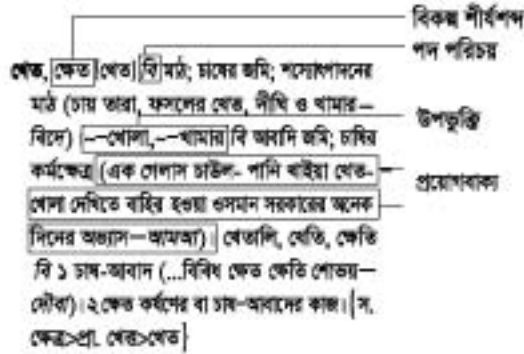 বিকল্প শীর্ষশব্দ
পদ পরিচয়
খেত, ক্ষেত [খেত] বি মাঠ; চাষের জমি; শস্যোৎপাদনের
মাঠ (চায় তারা, ফসলের খেত, দীঘি ও খামার—
বিদে) {~–খোলা,~–খামার বি আবাদি জমি; চাষির
উপভুক্তি
কর্মক্ষেত্র (এক গেলাস চাউল- পানি খাইয়া খেত-
প্রয়োগবাক্য
খোলা দেখিতে বাহির হওয়া ওসমান সরকারের অনেক
দিনের অভ্যাস—আমআ)। খেতালি, খেতি, ক্ষেতি
বি ১ চাষ-আবাদ (...বিবিধ ক্ষেত ক্ষেতি শোভয়—
দৌকা)। ২ ক্ষেত কর্ষণের বা চাষ-আবাদের কাজ। {স.
ক্ষেত্র>প্রা. খেত্ত>খেত}